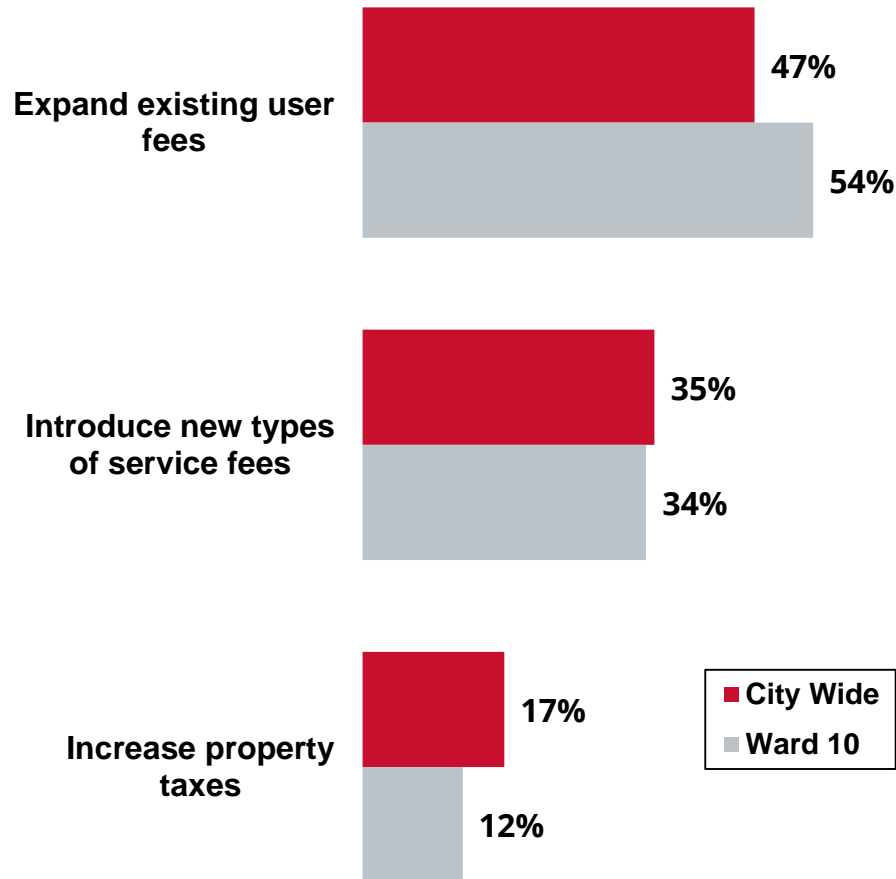 47%
Expand existing user
fees
54%
35%
Introduce new types
of service fees
34%
17%
Increase property
taxes
12%
City Wide
Ward 10